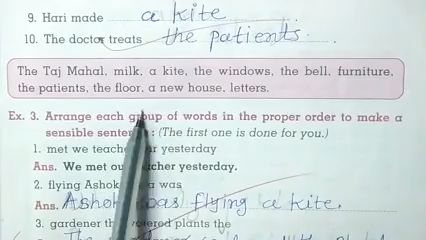 9. Hari made a kite
10. The doctor treats the patients.
The Taj Mahal, milk, a kite, the windows, the bell, furniture,
the patients, the floor, a new house, letters.
Ex. 3. Arrange each group of words in the proper order to make a
sensible : (The first one is done for you.)
1. met we yesterday
Ans. We met yesterday.
2. flying a was
Ans. was flying a kite.
3. gardener plants the